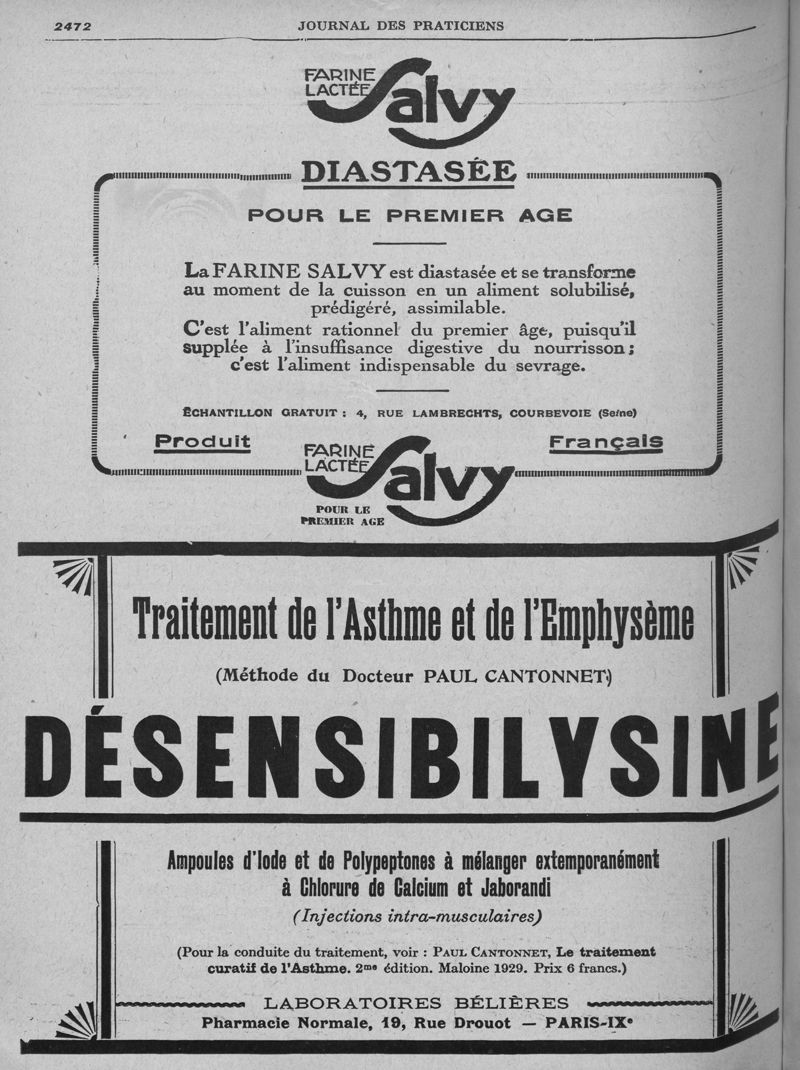 2472
JOURNAL DES PRATICIENS
FARINE
LACTÉE
Salvy
DIASTASÉE
POUR LE PREMIER AGE
La FARINE SALVY est diastasée et se transforme
au moment de la cuisson en un aliment solubilisé,
prédigéré, assimilable.
C'est l'aliment rationnel du premier âge, puisqu'il
supplée à l'insuffisance digestive du nourrisson ;
c'est l'aliment indispensable du sevrage.
ÉCHANTILLON GRATUIT : 4, RUE LAMBRECHTS, COURBEVOIE (Seine)
Produit
Français
FARINE
LACTÉE
Salvy
POUR LE
PREMIER AGE
Traitement de l'Asthme et de l'Emphysème
(Méthode du Docteur PAUL CANTONNET)
DÉSENSIBILYSINE
Ampoules d'Iode et de Polypeptones à mélanger extemporanément
à Chlorure de Calcium et Jaborandi
(Injections intra-musculaires)
(Pour la conduite du traitement, voir : PAUL CANTONNET, Le traitement
curatif de l'Asthme. 2me édition. Maloine 1929. Prix 6 francs.)
LABORATOIRES BÉLIÈRES
Pharmacie Normale, 19, Rue Drouot — PARIS-IXe